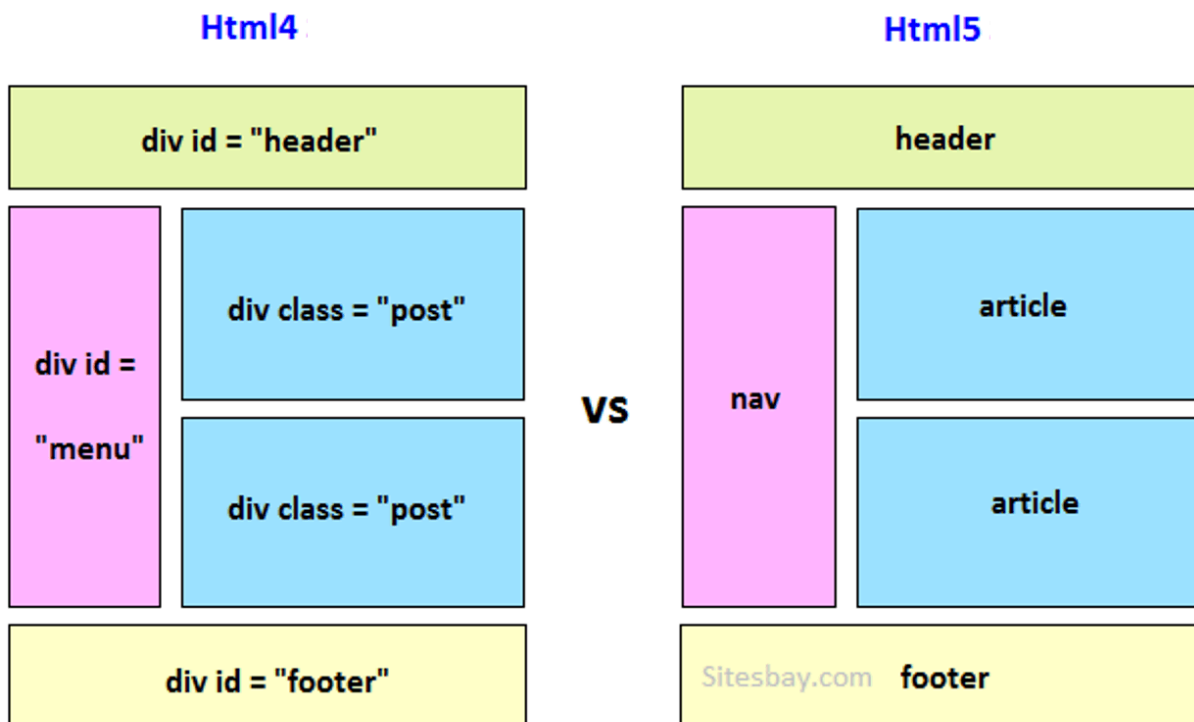 Html4
Html5
div id = "header"
header
div id =
"menu"
div class = "post"
div class = "post"
vs
nav
article
article
div id = "footer"
Sitesbay.com
footer